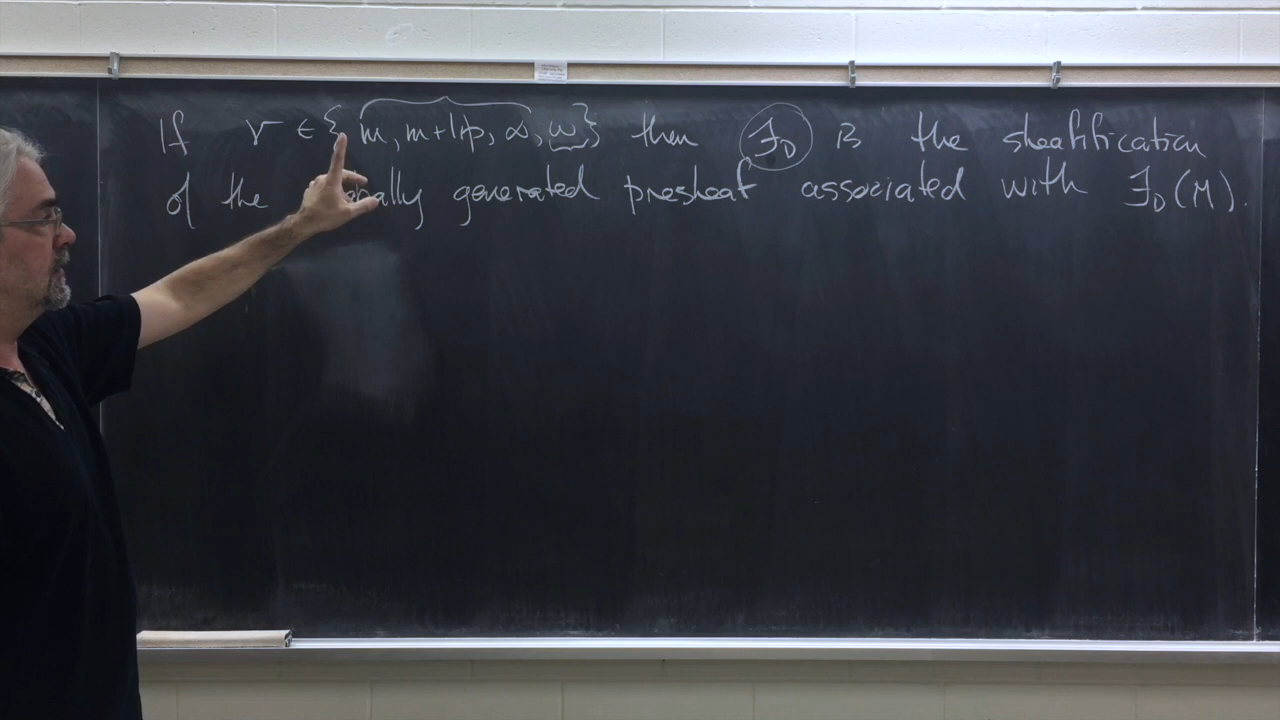 If r ∈ {m, m+lip, ∞, ω} then ℱ_D is the sheafification
of the generated presheaf associated with ℱ_D(M).